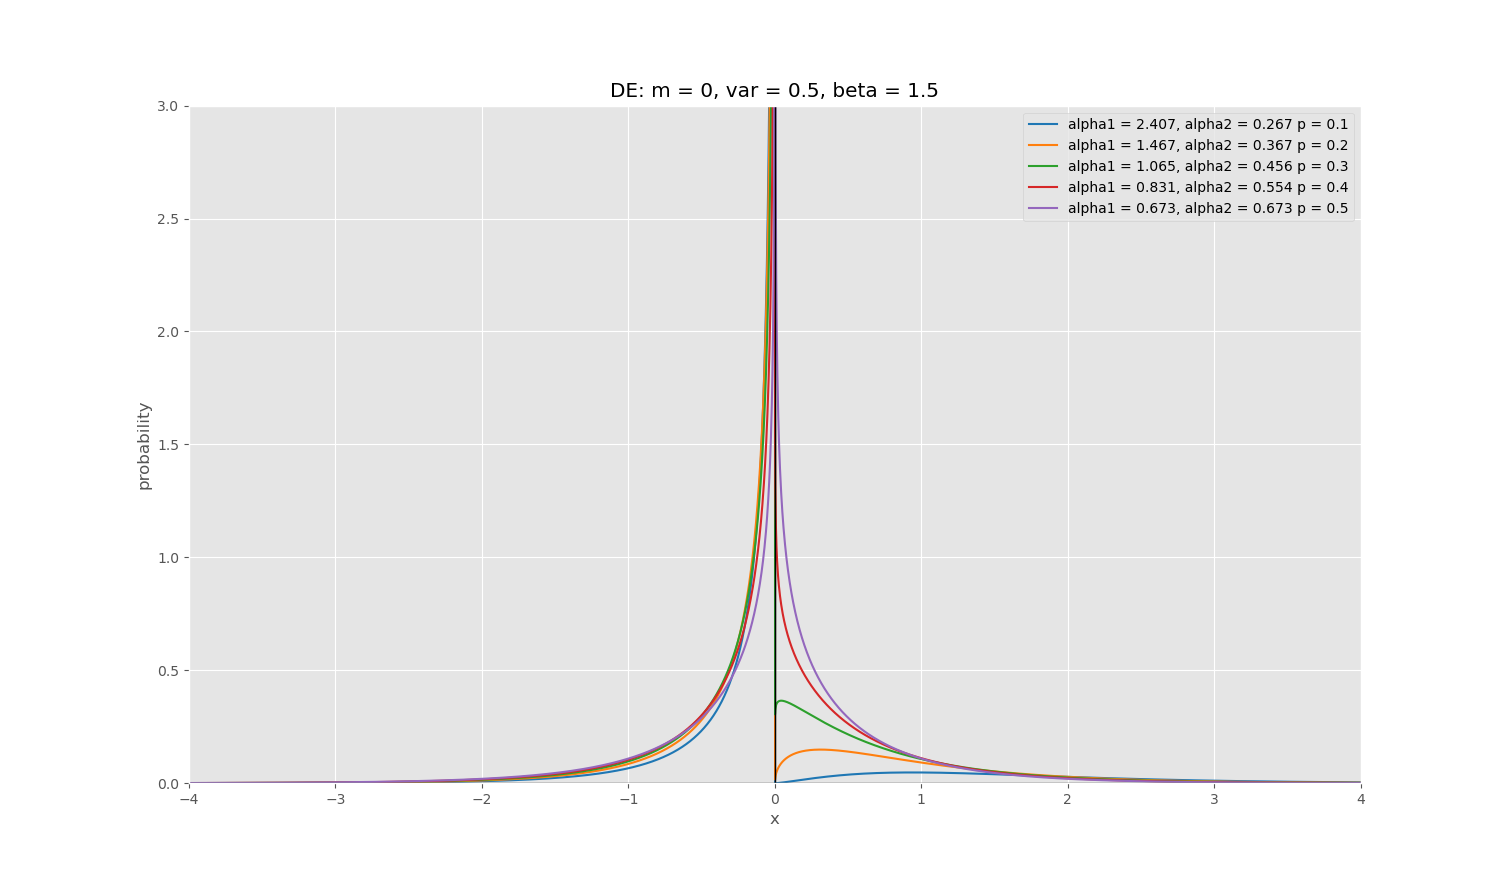 DE: m = 0, var = 0.5, beta = 1.5
3.0
2.5
2.0
1.5
1.0
0.5
0.0
probability
alpha1 = 2.407, alpha2 = 0.267 p = 0.1
alpha1 = 1.467, alpha2 = 0.367 p = 0.2
alpha1 = 1.065, alpha2 = 0.456 p = 0.3
alpha1 = 0.831, alpha2 = 0.554 p = 0.4
alpha1 = 0.673, alpha2 = 0.673 p = 0.5
−4 −3 −2 −1 0 1 2 3 4
x